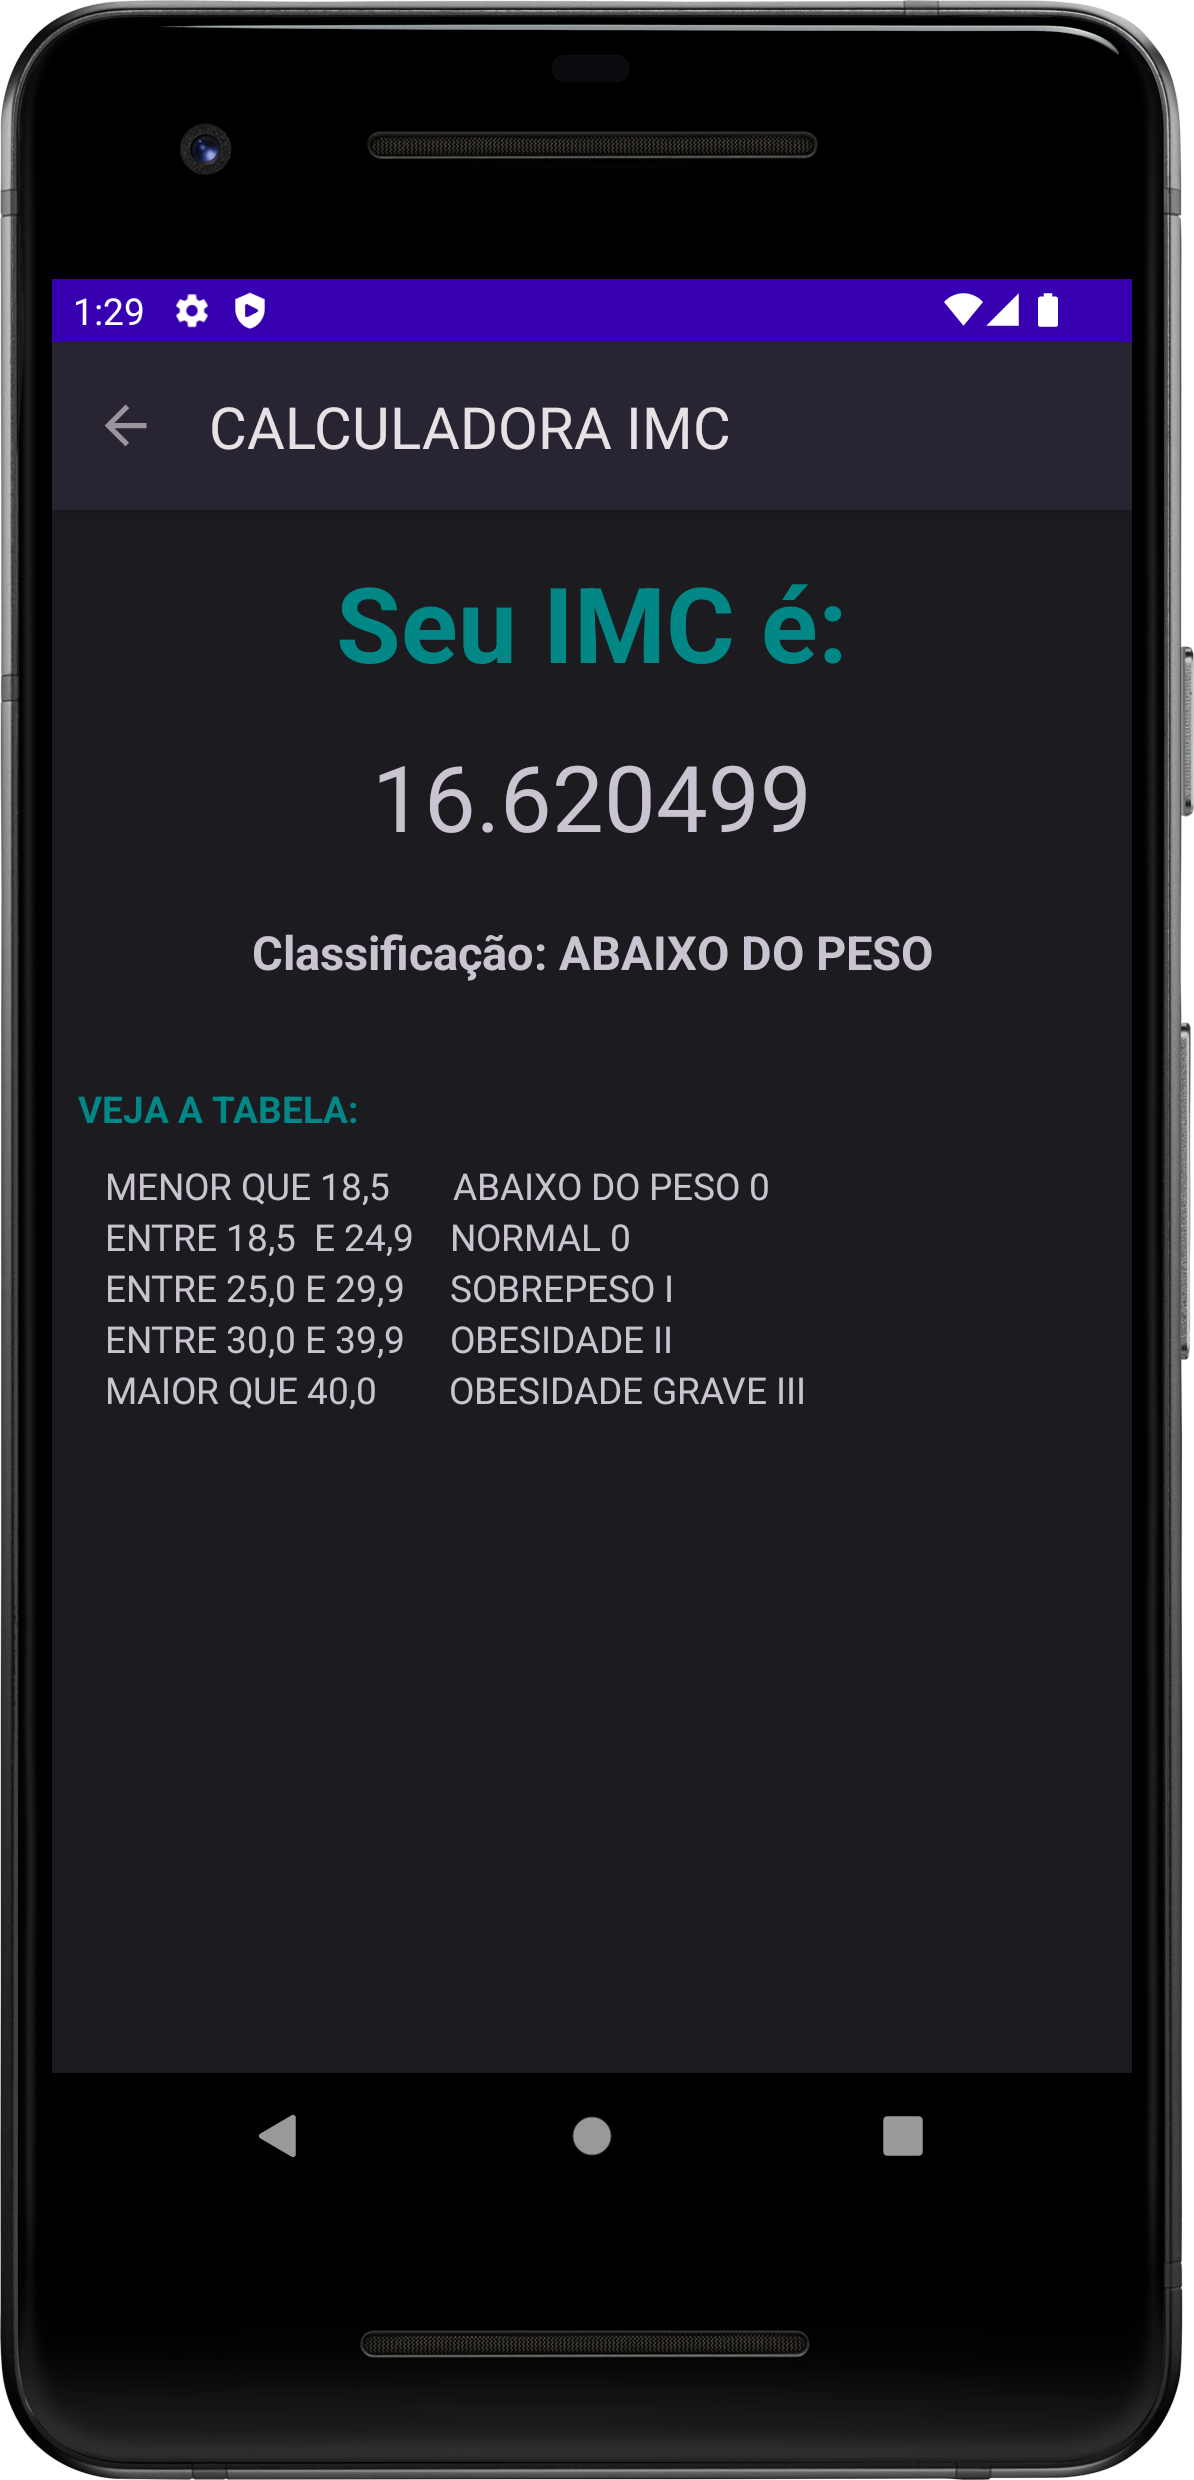 1:29
CALCULADORA IMC
Seu IMC é:
16.620499
Classificação: ABAIXO DO PESO
VEJA A TABELA:
MENOR QUE 18,5 ABAIXO DO PESO 0
ENTRE 18,5 E 24,9 NORMAL 0
ENTRE 25,0 E 29,9 SOBREPESO I
ENTRE 30,0 E 39,9 OBESIDADE II
MAIOR QUE 40,0 OBESIDADE GRAVE III